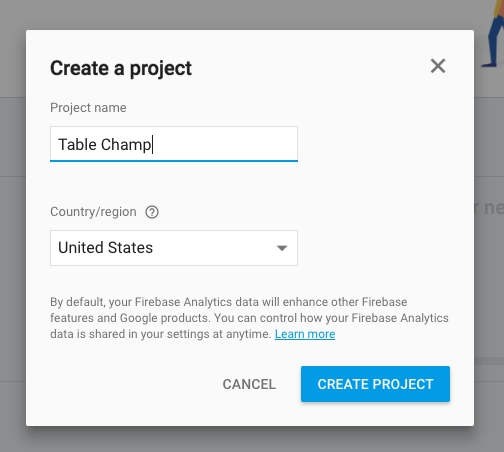 Create a project
Project name
Table Champ
Country/region
United States
By default, your Firebase Analytics data will enhance other Firebase
features and Google products. You can control how your Firebase Analytics
data is shared in your settings at anytime. Learn more
CANCEL
CREATE PROJECT